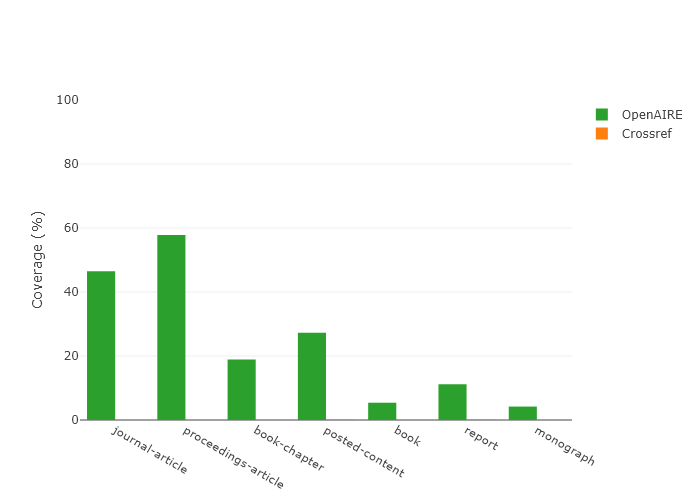 100
80
60
40
20
0
Coverage (%)
journal-article
proceedings-article
book-chapter
posted-content
book
report
monograph
OpenAIRE
Crossref